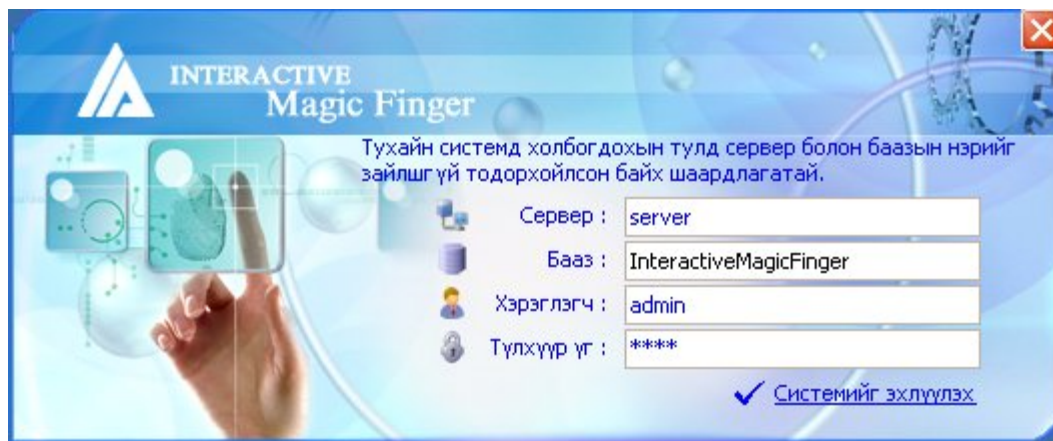 INTERACTIVE
Magic Finger
Тухайн системд холбогдохын тулд сервер болон баазын нэрийг
зайлшгүй тодорхойлсон байх шаардлагатай.
Сервер : server
Бааз : InteractiveMagicFinger
Хэрэглэгч : admin
Түлхүүр үг : ****
Системийг эхлүүлэх